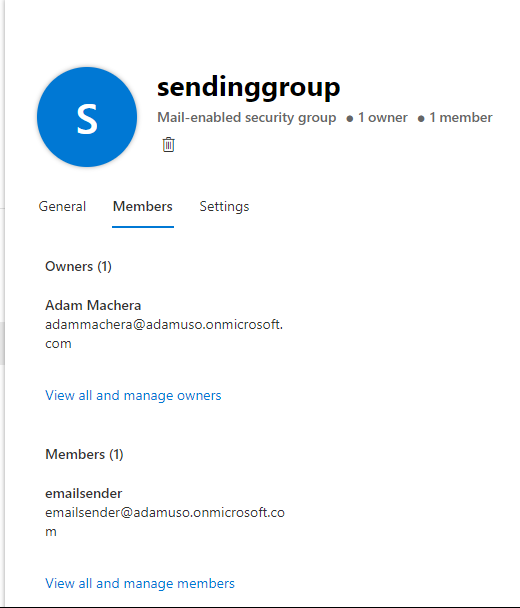 S
sendinggroup
Mail-enabled security group ● 1 owner ● 1 member
General Members Settings
Owners (1)
Adam Machera
adammachera@adamuso.onmicrosoft.
com
View all and manage owners
Members (1)
emailsender
emailsender@adamuso.onmicrosoft.co
m
View all and manage members